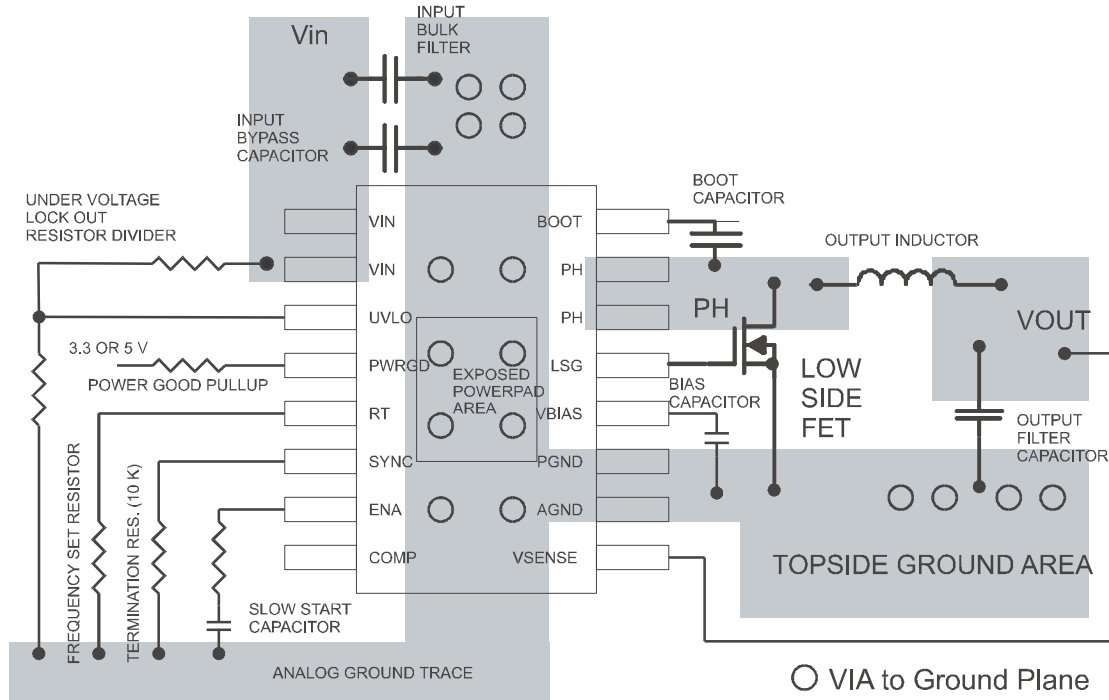 Vin
INPUT
BULK
FILTER
INPUT
BYPASS
CAPACITOR
UNDER VOLTAGE
LOCK OUT
RESISTOR DIVIDER
BOOT
CAPACITOR
OUTPUT INDUCTOR
VIN
BOOT
VIN
PH
UVLO
PH
PH
VOUT
3.3 OR 5 V
POWER GOOD PULLUP
PWRGD
EXPOSED
POWERPAD
AREA
LSG
BIAS
CAPACITOR
LOW
SIDE
FET
RT
VBIAS
OUTPUT
FILTER
CAPACITOR
SYNC
PGND
ENA
AGND
COMP
VSENSE
TOPSIDE GROUND AREA
FREQUENCY SET RESISTOR
TERMINATION RES. (10 K)
SLOW START
CAPACITOR
ANALOG GROUND TRACE
VIA to Ground Plane